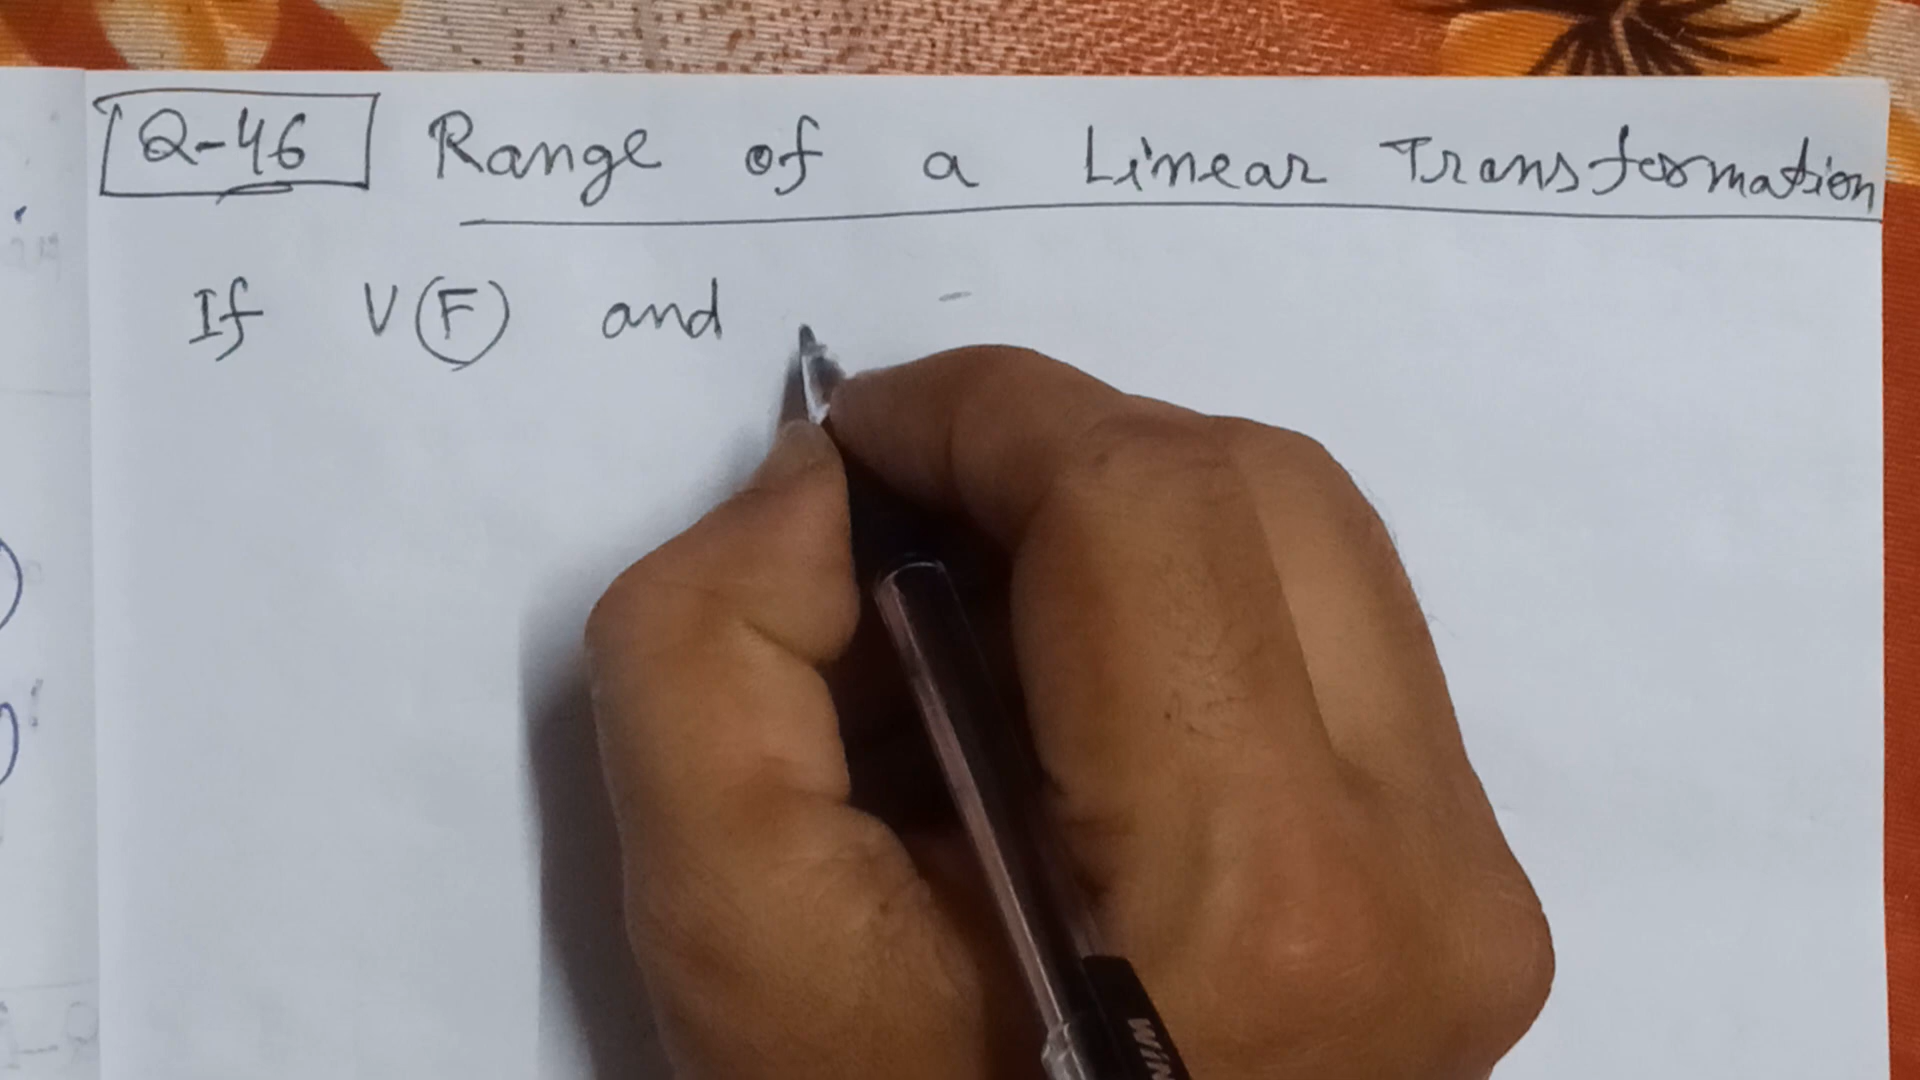 Q-46 Range of a Linear Transformation
If V(F) and